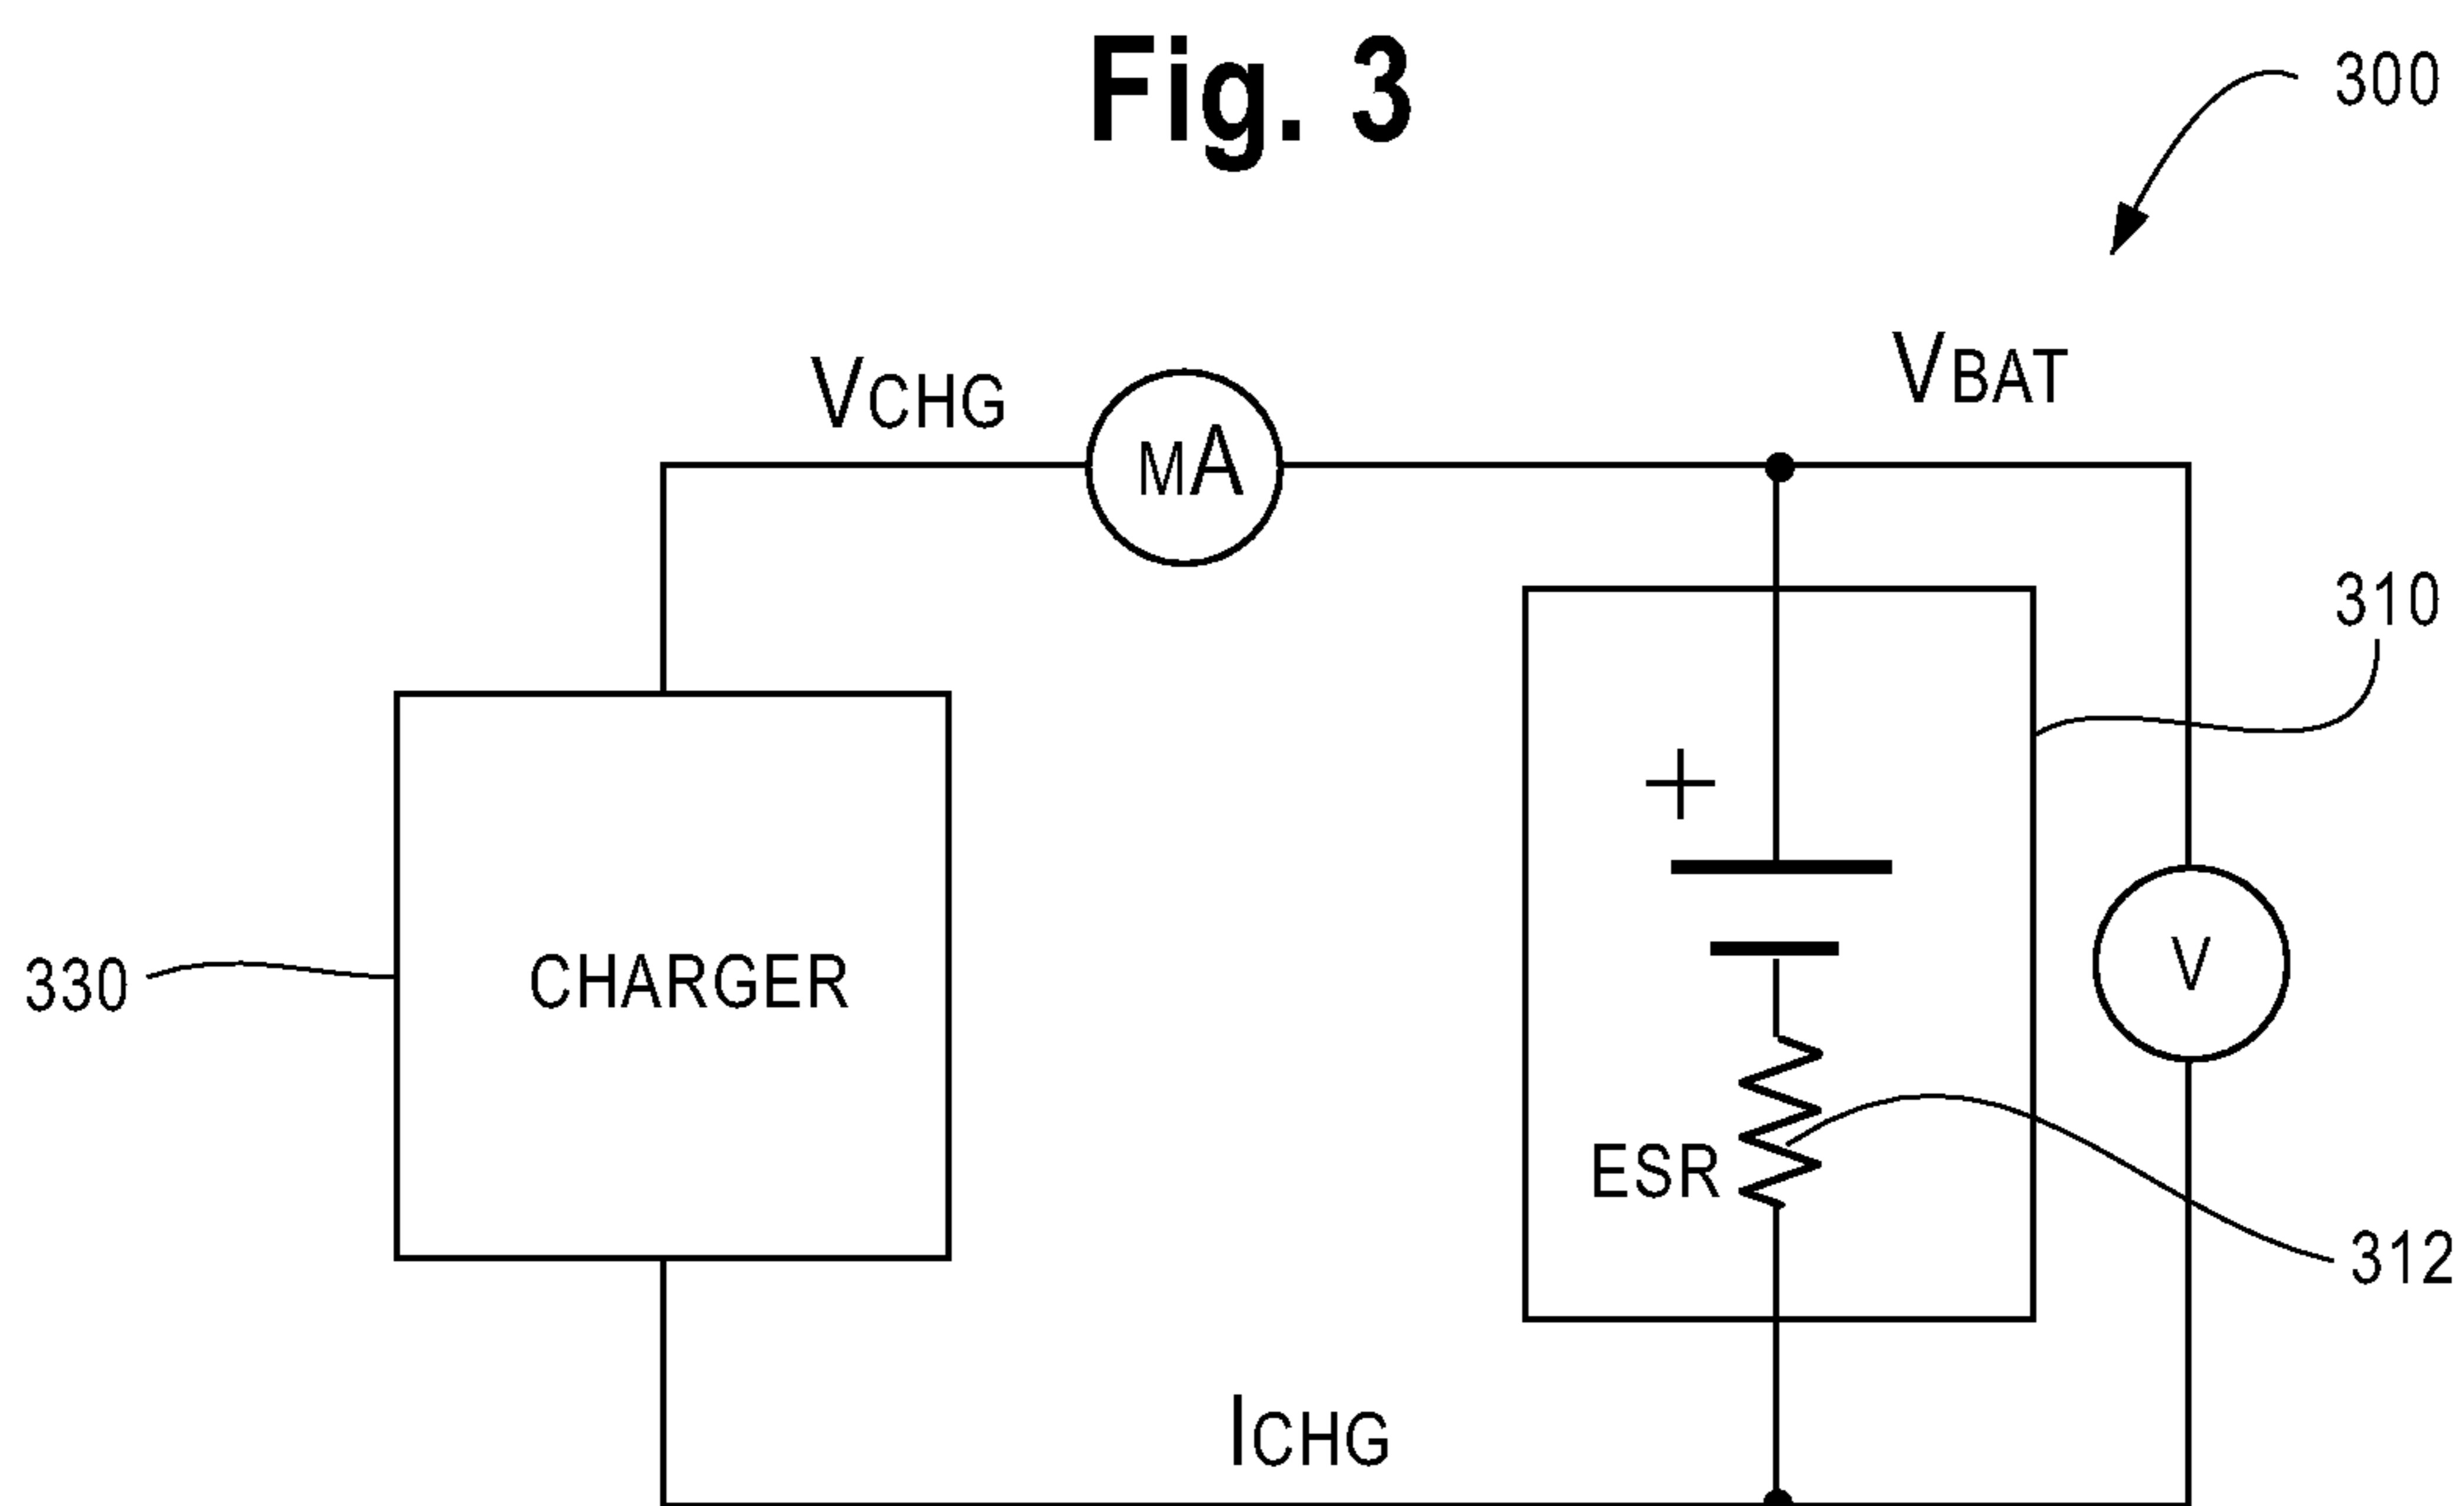 Fig. 3
300
VCHG
MA
VBAT
310
+
330
CHARGER
V
ESR
312
ICHG